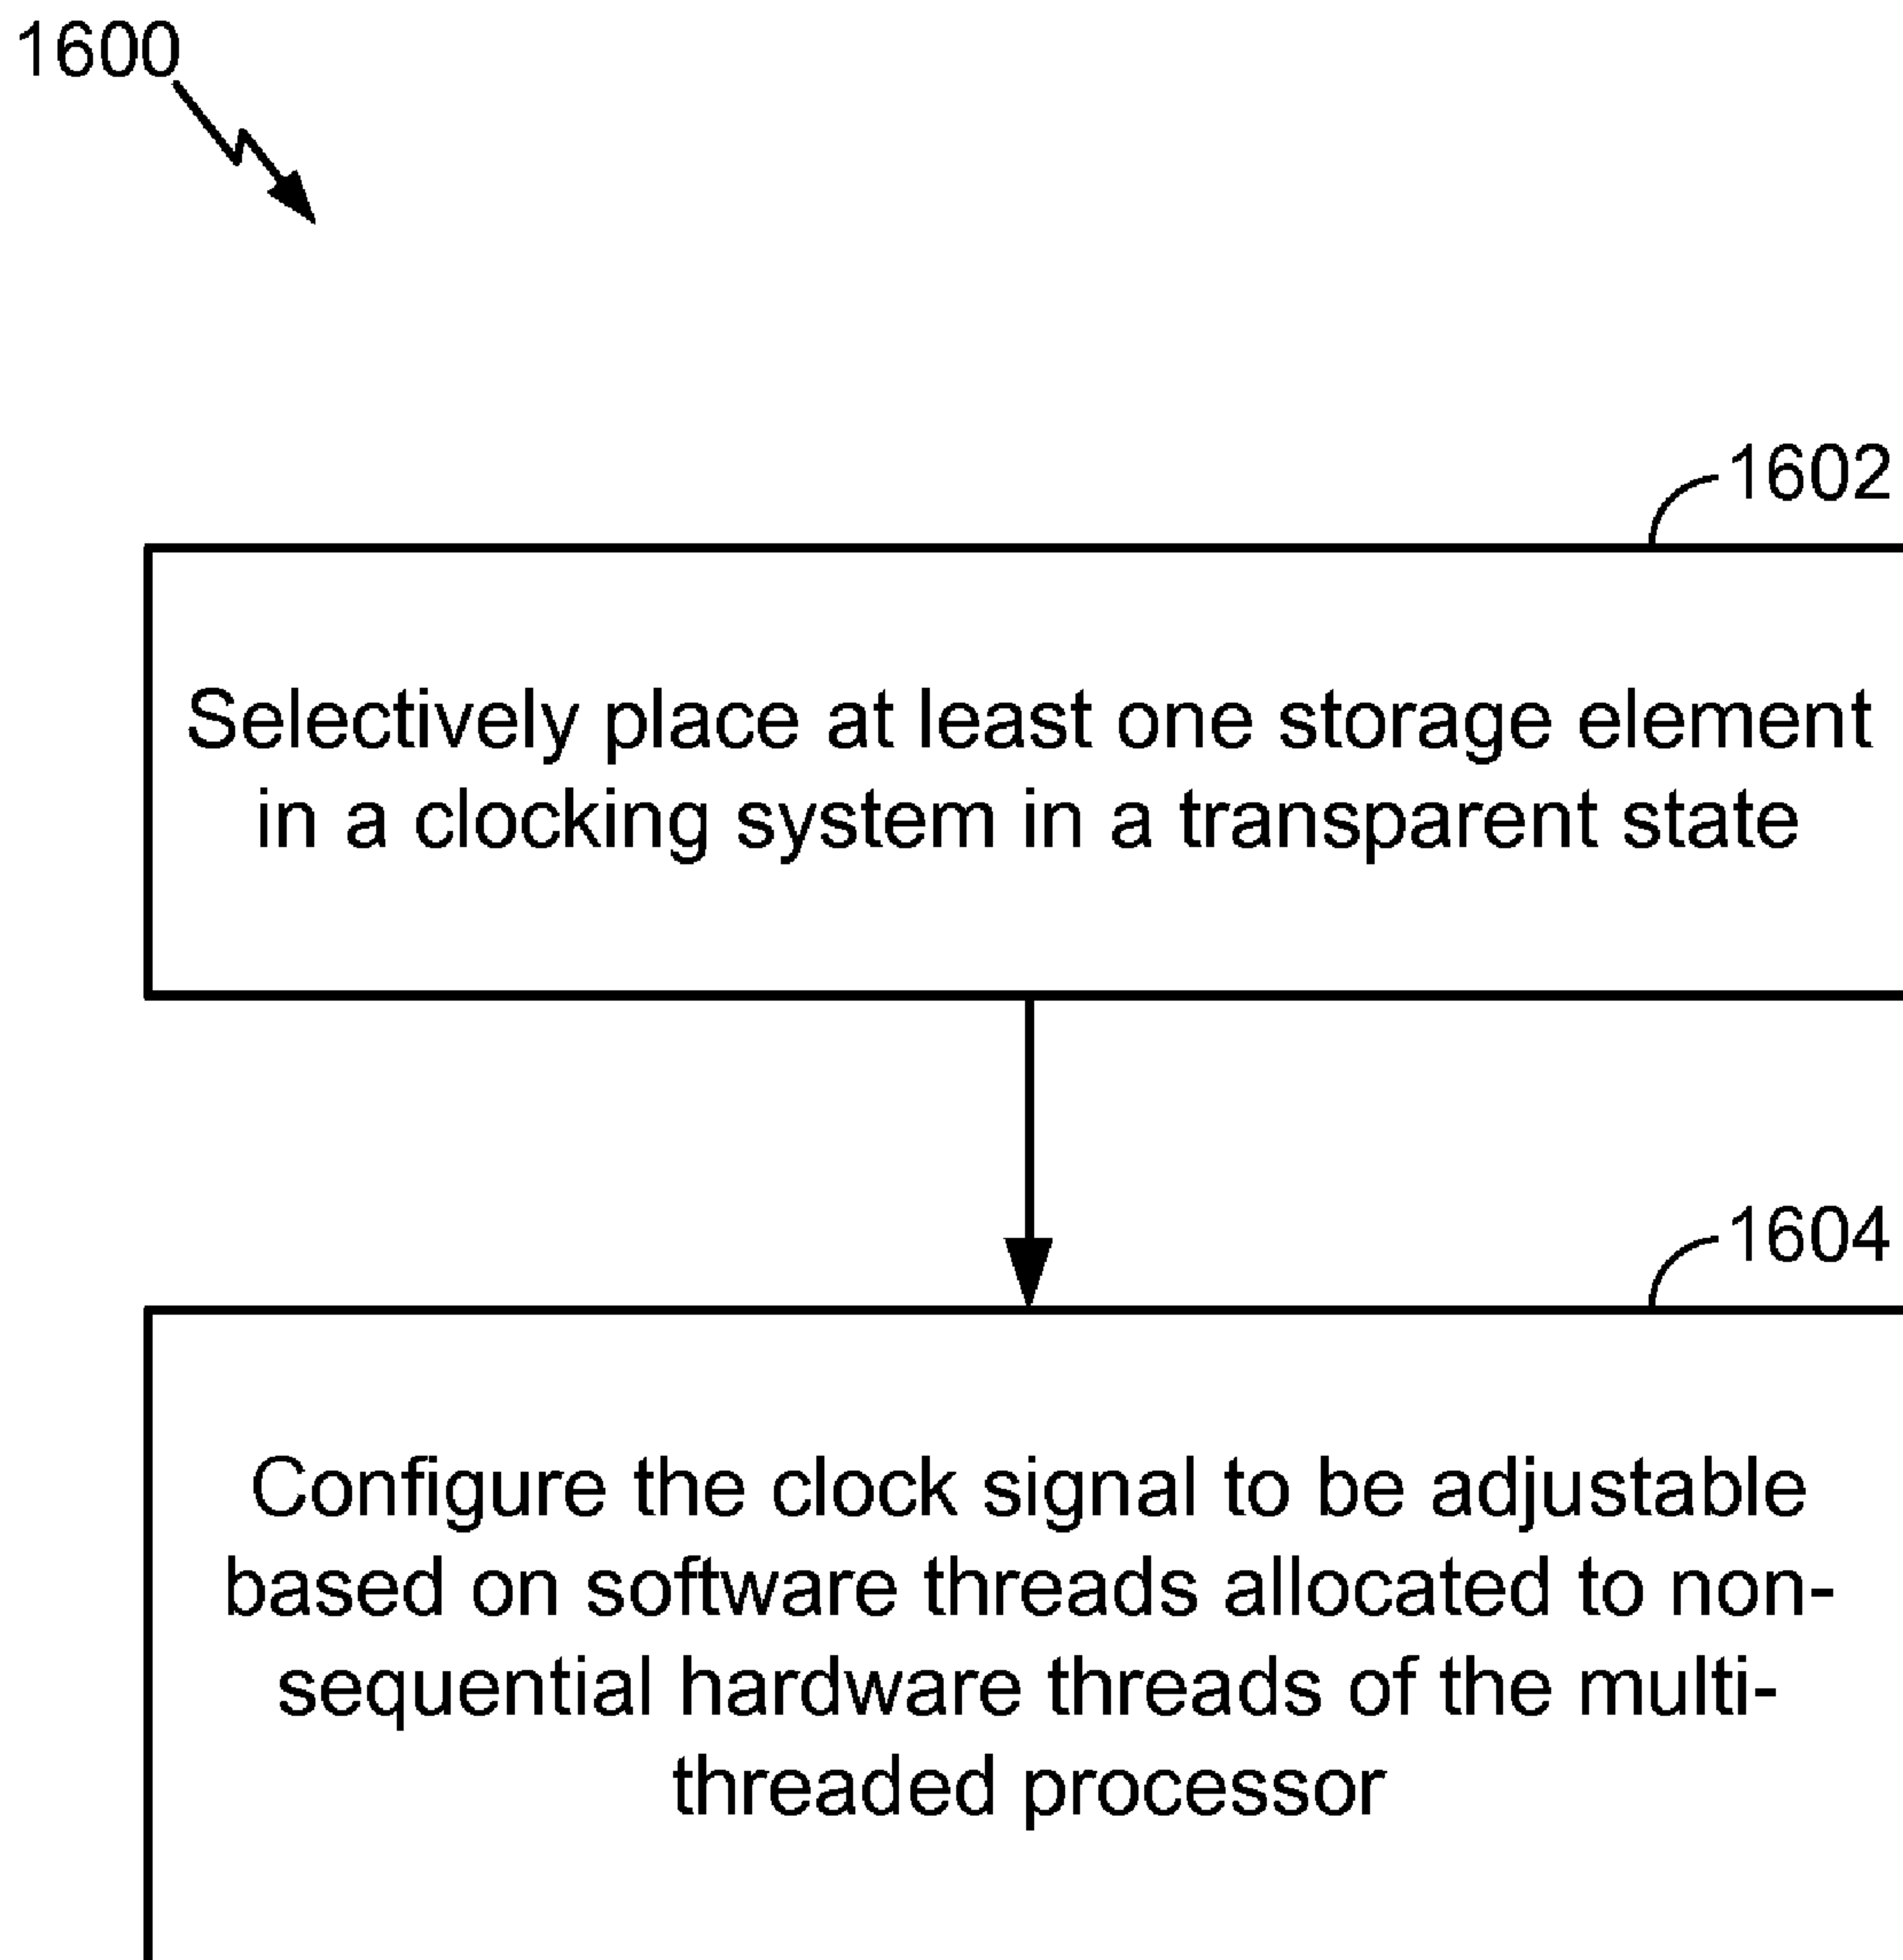 1600
1602
Selectively place at least one storage element
in a clocking system in a transparent state
1604
Configure the clock signal to be adjustable
based on software threads allocated to non-
sequential hardware threads of the multi-
threaded processor